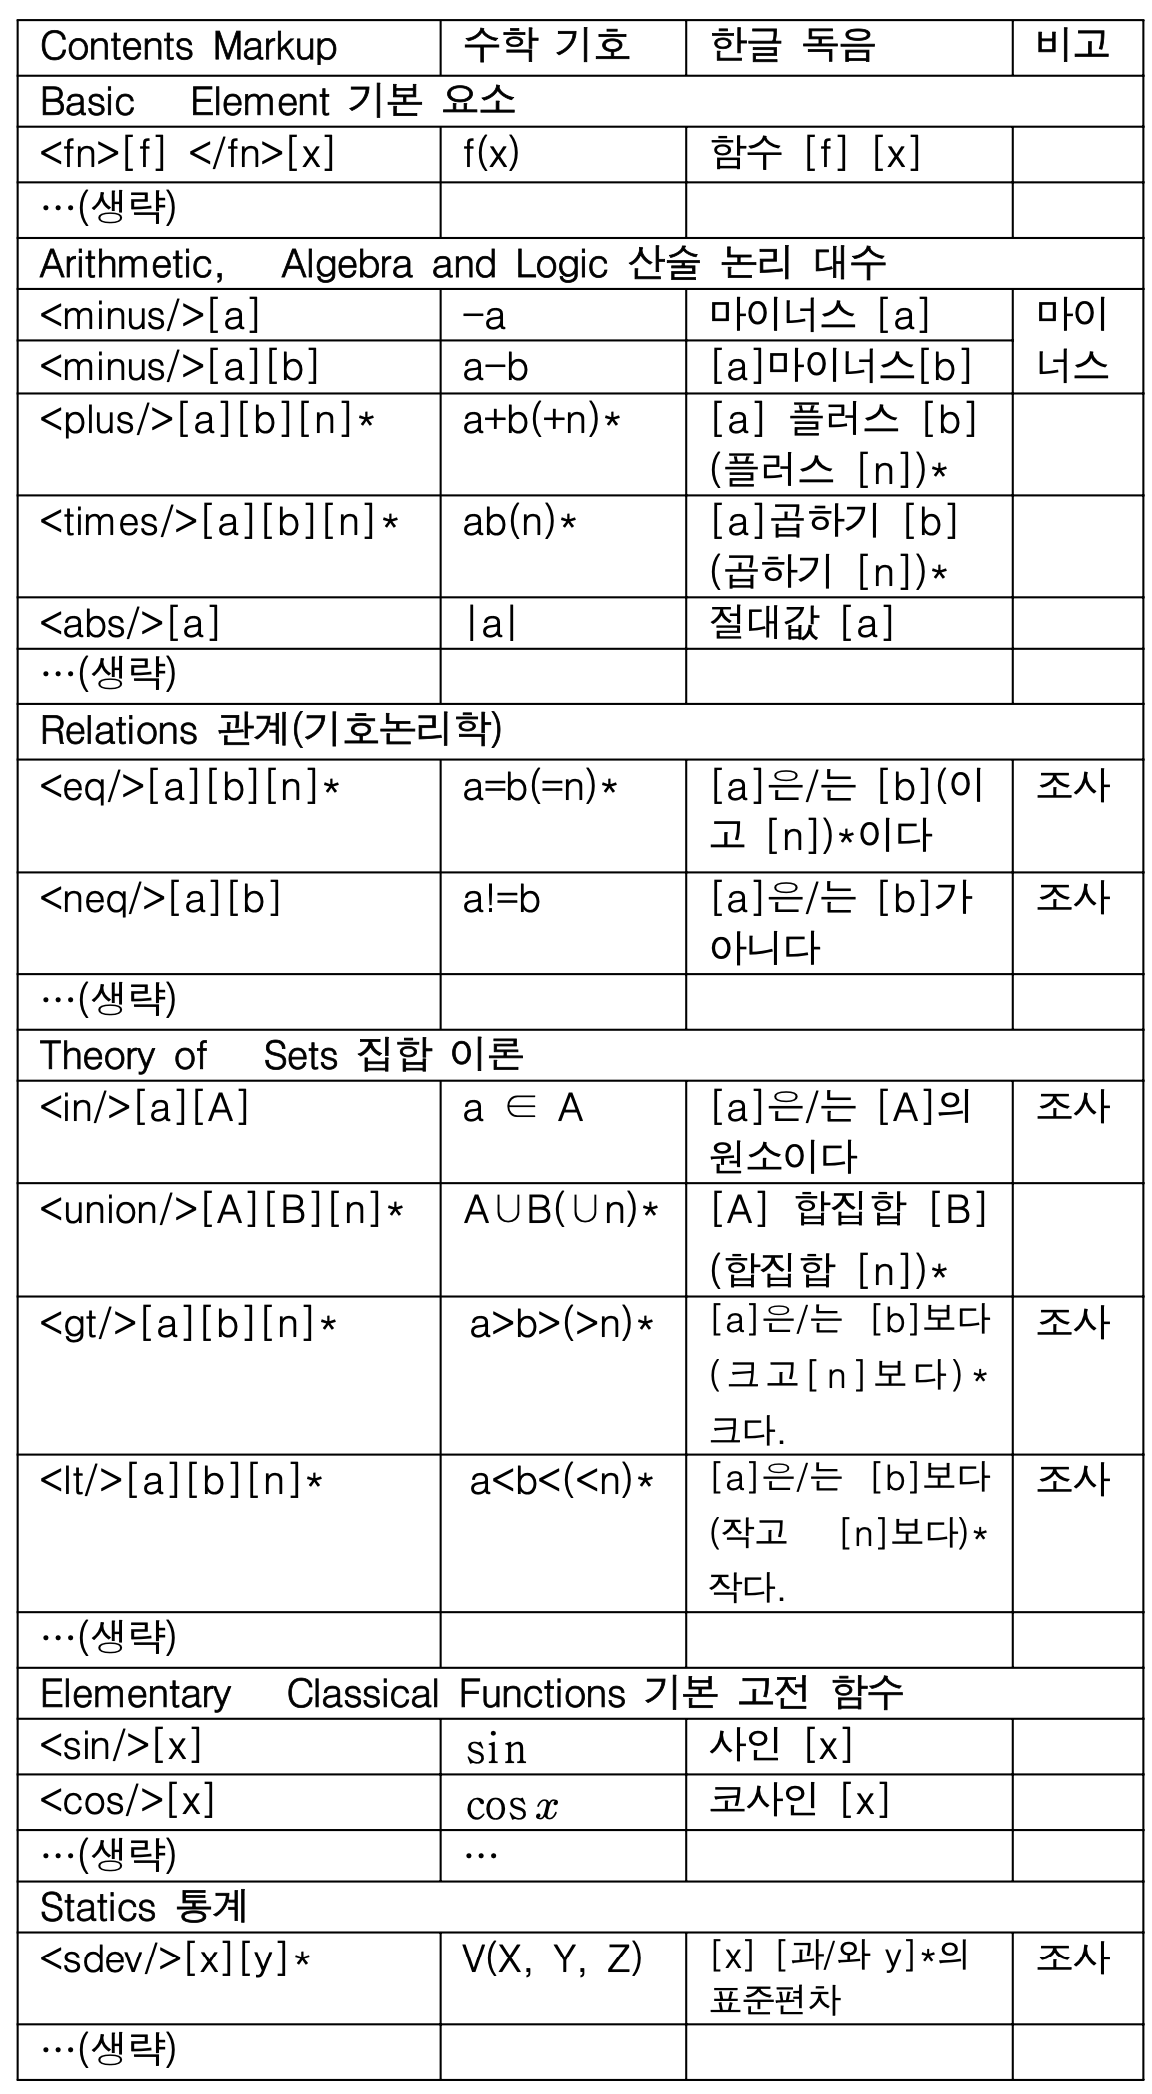 Contents Markup 수학 기호 한글 독음 비고
Basic Element 기본 요소
<fn>[f] </fn>[x] f(x) 함수 [f] [x]
…(생략)
Arithmetic, Algebra and Logic 산술 논리 대수
<minus/>[a] -a 마이너스 [a] 마이
<minus/>[a][b] a-b [a]마이너스[b] 너스
<plus/>[a][b][n]* a+b(+n)* [a] 플러스 [b]
(플러스 [n])*
<times/>[a][b][n]* ab(n)* [a]곱하기 [b]
(곱하기 [n])*
<abs/>[a] |a| 절대값 [a]
…(생략)
Relations 관계(기호논리학)
<eq/>[a][b][n]* a=b(=n)* [a]은/는 [b](이 조사
고 [n])*이다
<neq/>[a][b] a!=b [a]은/는 [b]가 조사
아니다
…(생략)
Theory of Sets 집합 이론
<in/>[a][A] a ∈ A [a]은/는 [A]의 조사
원소이다
<union/>[A][B][n]* A∪B(∪n)* [A] 합집합 [B]
(합집합 [n])*
<gt/>[a][b][n]* a>b>(>n)* [a]은/는 [b]보다 조사
(크고[n]보다)*
크다.
<lt/>[a][b][n]* a<b<(<n)* [a]은/는 [b]보다 조사
(작고 [n]보다)*
작다.
…(생략)
Elementary Classical Functions 기본 고전 함수
<sin/>[x] sin 사인 [x]
<cos/>[x] cos x 코사인 [x]
…(생략) …
Statics 통계
<sdev/>[x][y]* V(X, Y, Z) [x] [과/와 y]*의 조사
표준편차
…(생략)